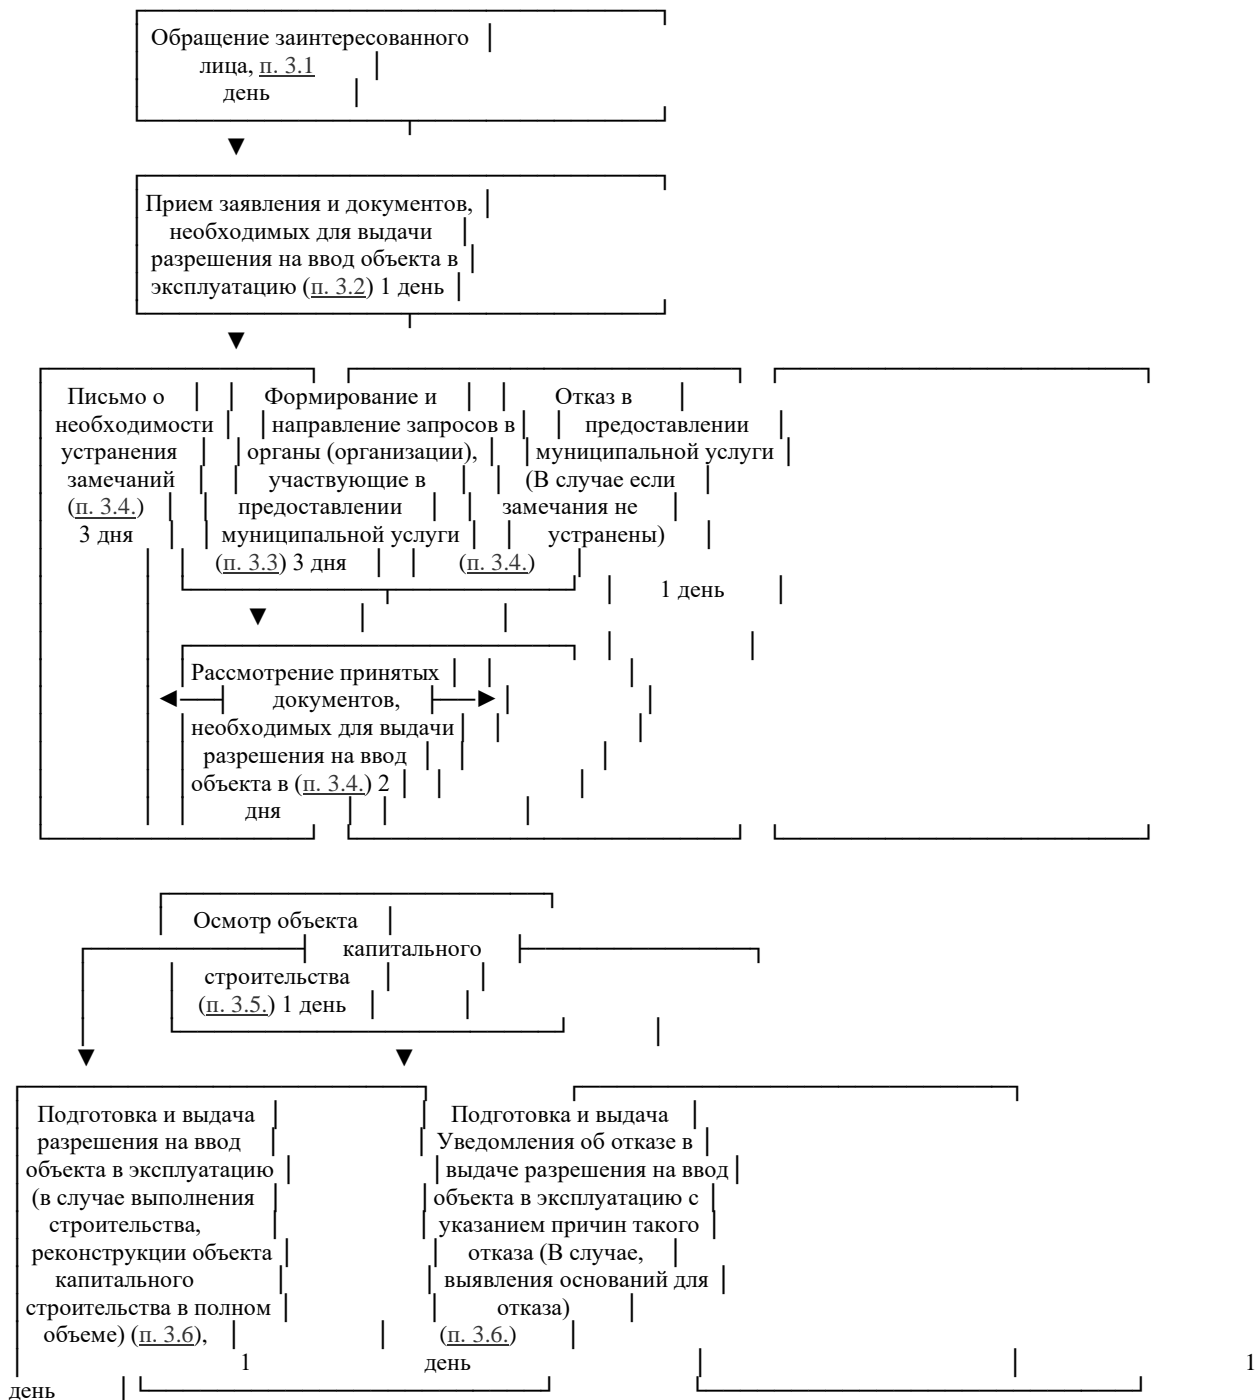 Обращение заинтересованного
лица, п. 3.1
день
▼
Прием заявления и документов,
необходимых для выдачи
разрешения на ввод объекта в
эксплуатацию (п. 3.2) 1 день
▼
Письмо о Формирование и Отказ в
необходимости направление запросов в предоставлении
устранения органы (организации), муниципальной услуги
замечаний участвующие в (В случае если
(п. 3.4.) предоставлении замечания не
3 дня муниципальной услуги устранены)
(п. 3.3) 3 дня (п. 3.4.)
1 день
▼
Рассмотрение принятых
документов,
необходимых для выдачи
разрешения на ввод
объекта в (п. 3.4.) 2
дня
Осмотр объекта
капитального
строительства
(п. 3.5.) 1 день
▼ ▼
Подготовка и выдача Подготовка и выдача
разрешения на ввод Уведомления об отказе в
объекта в эксплуатацию выдаче разрешения на ввод
(в случае выполнения объекта в эксплуатацию с
строительства, указанием причин такого
реконструкции объекта отказа (В случае,
капитального выявления оснований для
строительства в полном отказа)
объеме) (п. 3.6), (п. 3.6.)
1 день 1
день